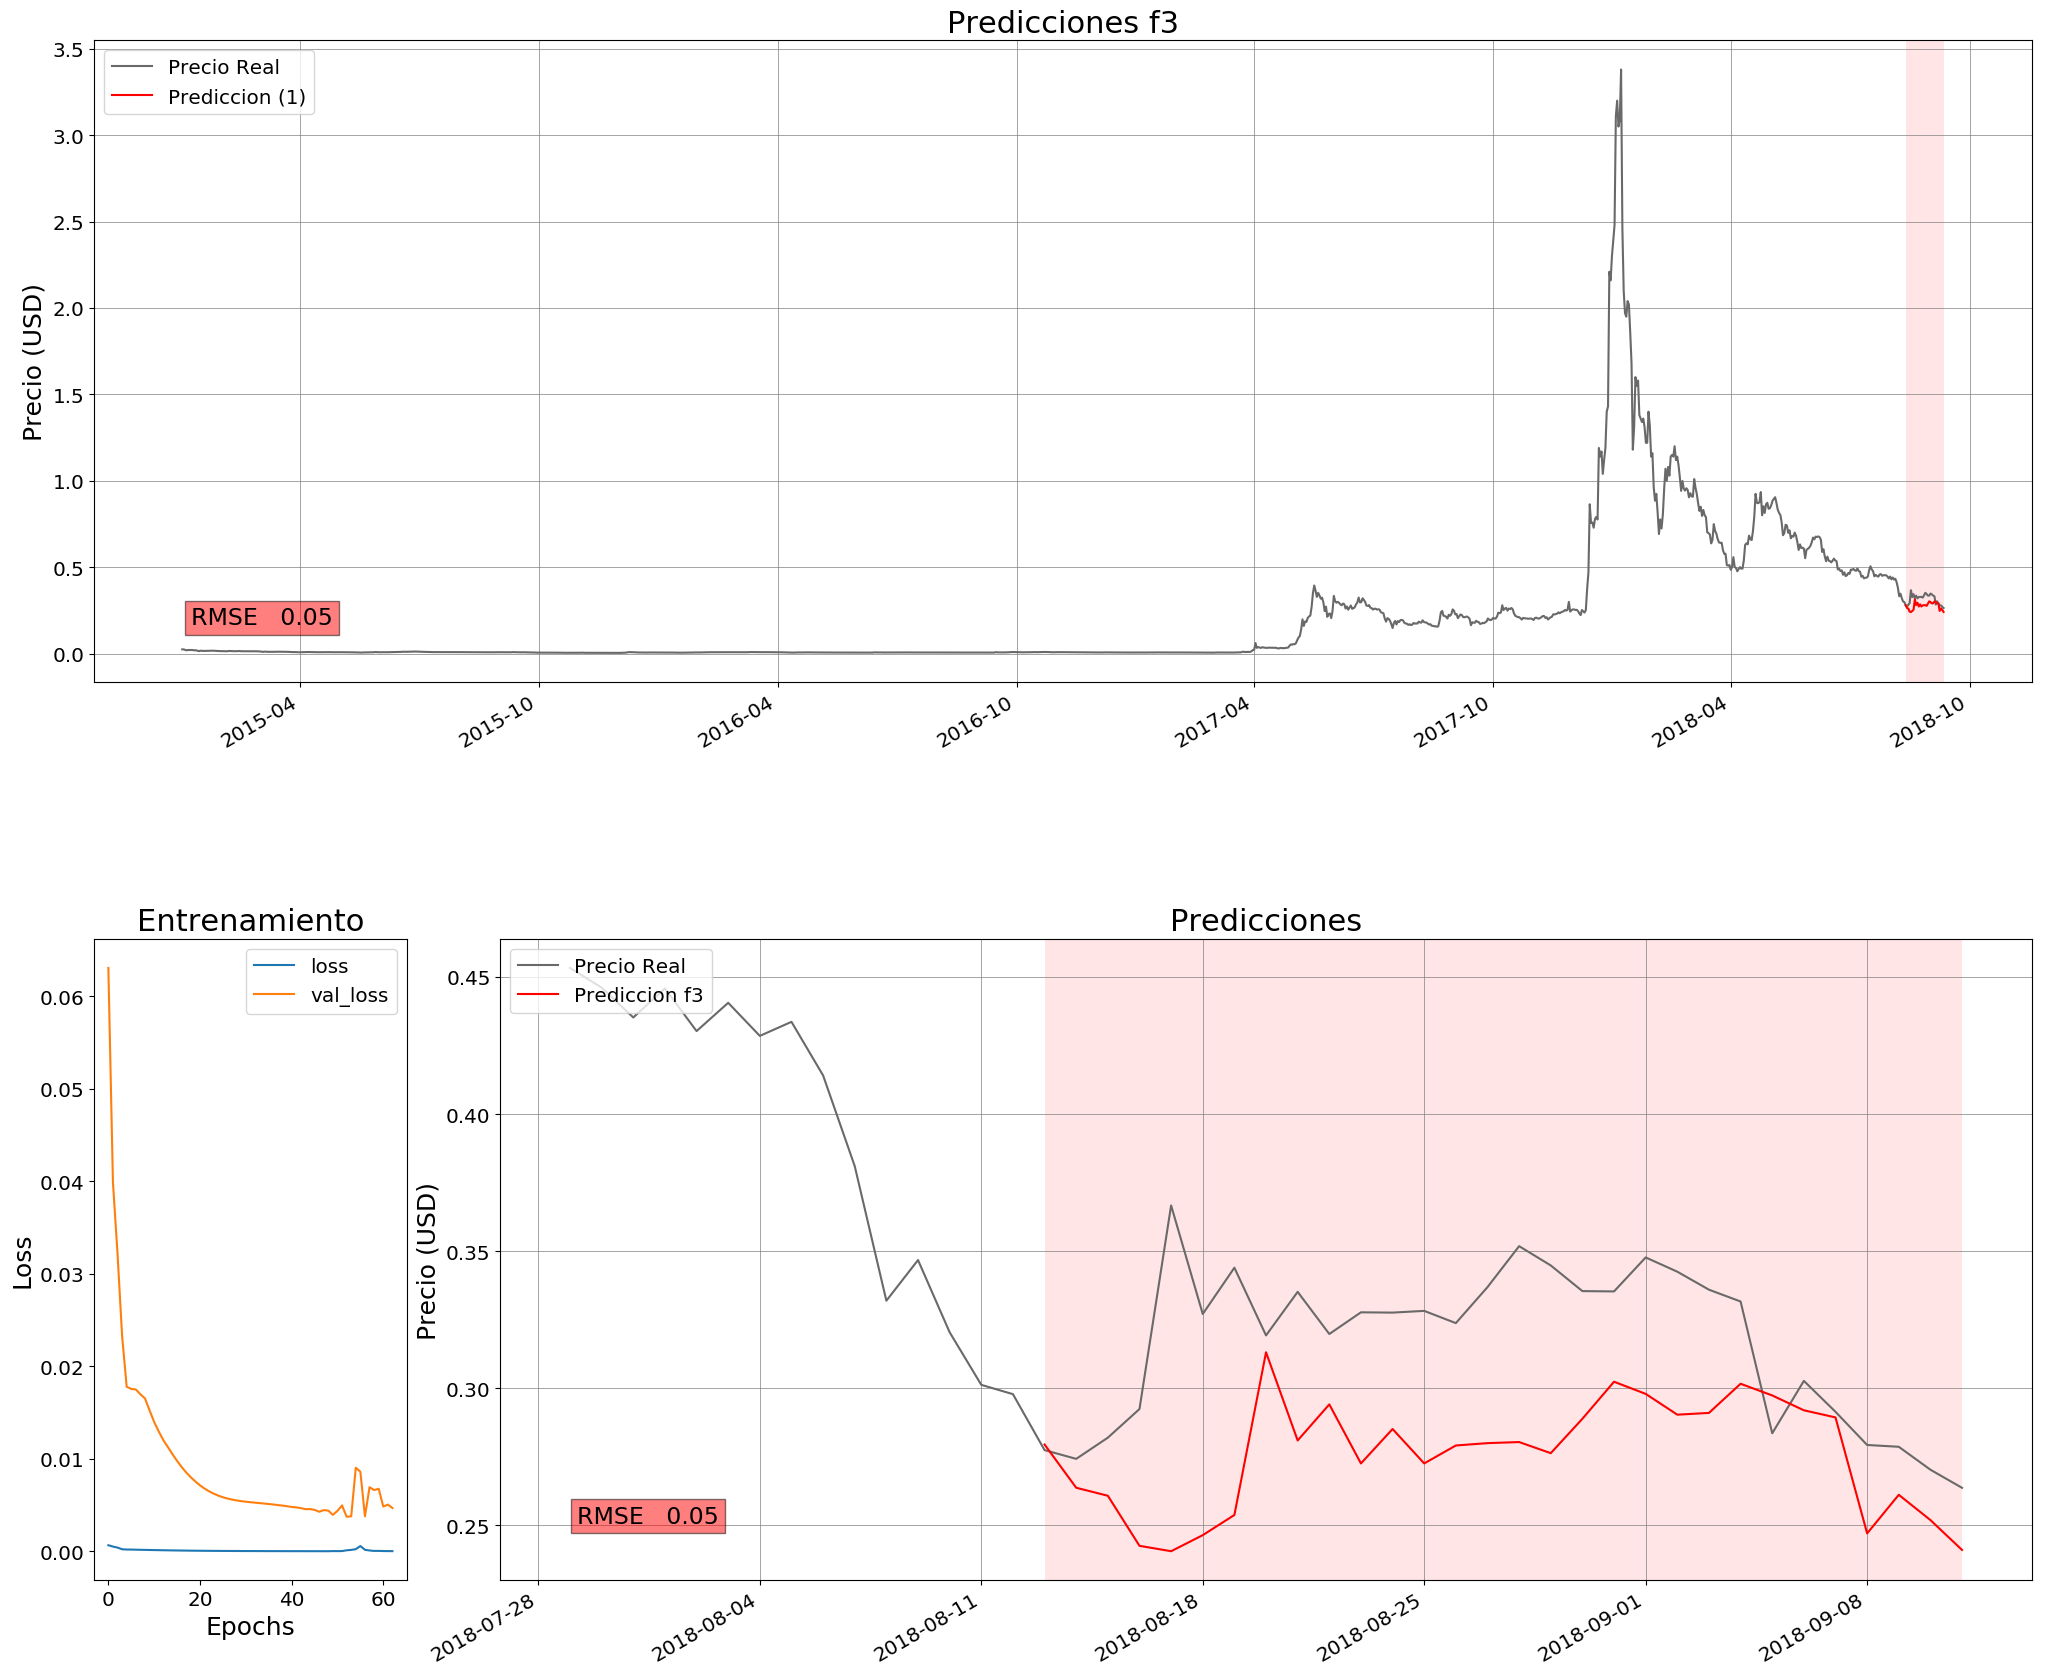 Predicciones f3
Precio (USD)
3.5
3.0
2.5
2.0
1.5
1.0
0.5
0.0
Precio Real
Prediccion (1)
RMSE 0.05
2015-04
2015-10
2016-04
2016-10
2017-04
2017-10
2018-04
2018-10
Entrenamiento
Loss
0.06
0.05
0.04
0.03
0.02
0.01
0.00
loss
val_loss
0
20
40
60
Epochs
Predicciones
Precio (USD)
0.45
0.40
0.35
0.30
0.25
Precio Real
Prediccion f3
RMSE 0.05
2018-07-28
2018-08-04
2018-08-11
2018-08-18
2018-08-25
2018-09-01
2018-09-08